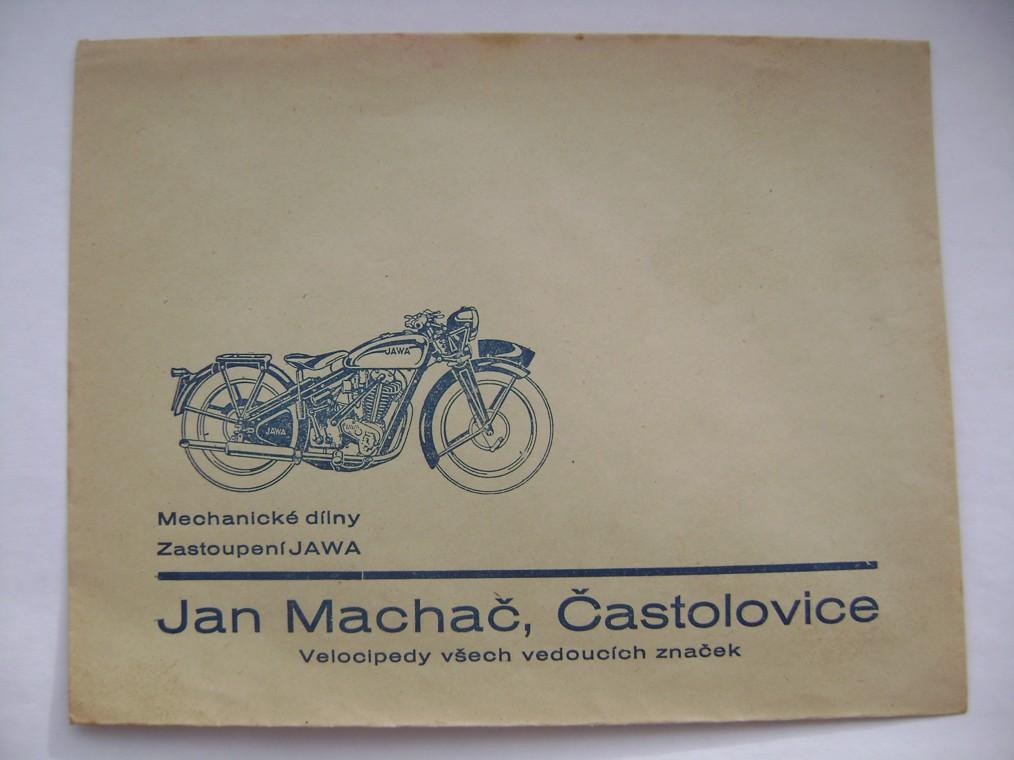 JAWA
JAWA
Mechanické dílny
Zastoupení JAWA
Jan Machač, Častolovice
Velocipedy všech vedoucích značek